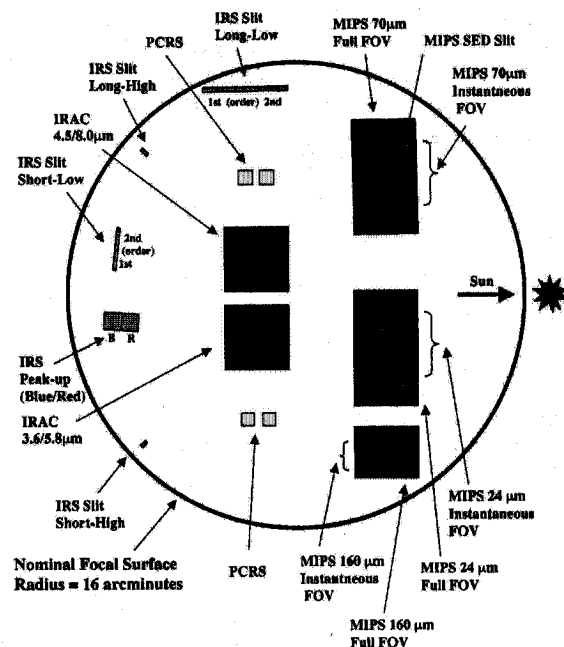 IRS Slit
Long-Low
PCRS
MIPS 70μm
Full FOV
MIPS SED Slit
IRS Slit
Long-High
1st (order) 2nd
MIPS 70μm
Instantaneous
FOV
IRAC
4.5/8.0μm
IRS Slit
Short-Low
2nd
(order)
1st
Sun
B R
IRS
Peak-up
(Blue/Red)
IRAC
3.6/5.8μm
IRS Slit
Short-High
MIPS 24 μm
Instantaneous
FOV
Nominal Focal Surface
Radius = 16 arcminutes
PCRS
MIPS 160 μm
Instantneous
FOV
MIPS 24 μm
Full FOV
MIPS 160 μm
Full FOV